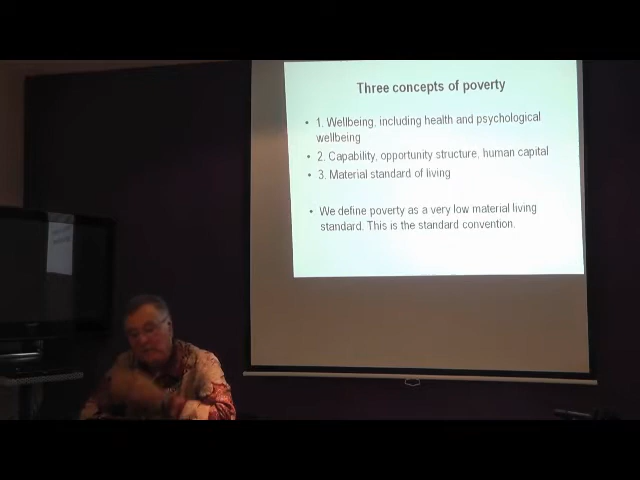 Three concepts of poverty
• 1. Wellbeing, including health and psychological
wellbeing
• 2. Capability, opportunity structure, human capital
• 3. Material standard of living
• We define poverty as a very low material living
standard. This is the standard convention.